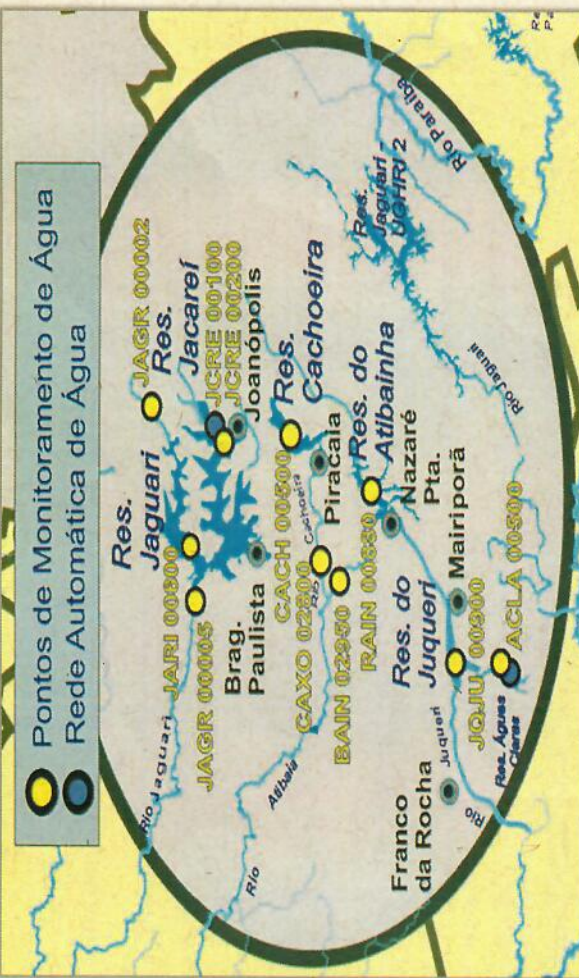 Pontos de Monitoramento de Água
Rede Automática de Água
JAGR 00002
Res.
Jacareí
JCRE 00100
JCRE 00200
Joanópolis
Res.
Jaguari
JARI 00800
JAGR 00005
Rio Jaguari
Brag.
Paulista
CACH 00500
Res.
Cachoeira
Piracaia
Rio Cachoeira
CAXO 02800
BAIN 02950
RAIN 00880
Res. do
Atibainha
Nazaré
Pta.
Rio Atibaia
Res. do
Juqueri
Mairiporã
JQJU 00900
ACLA 00500
Res. Águas
Claras
Franco
da Rocha
Rio Juqueri
Res.
Jaguari
UGHRI 2
Rio Jaguari
Rio Paraíba
Re
Pa